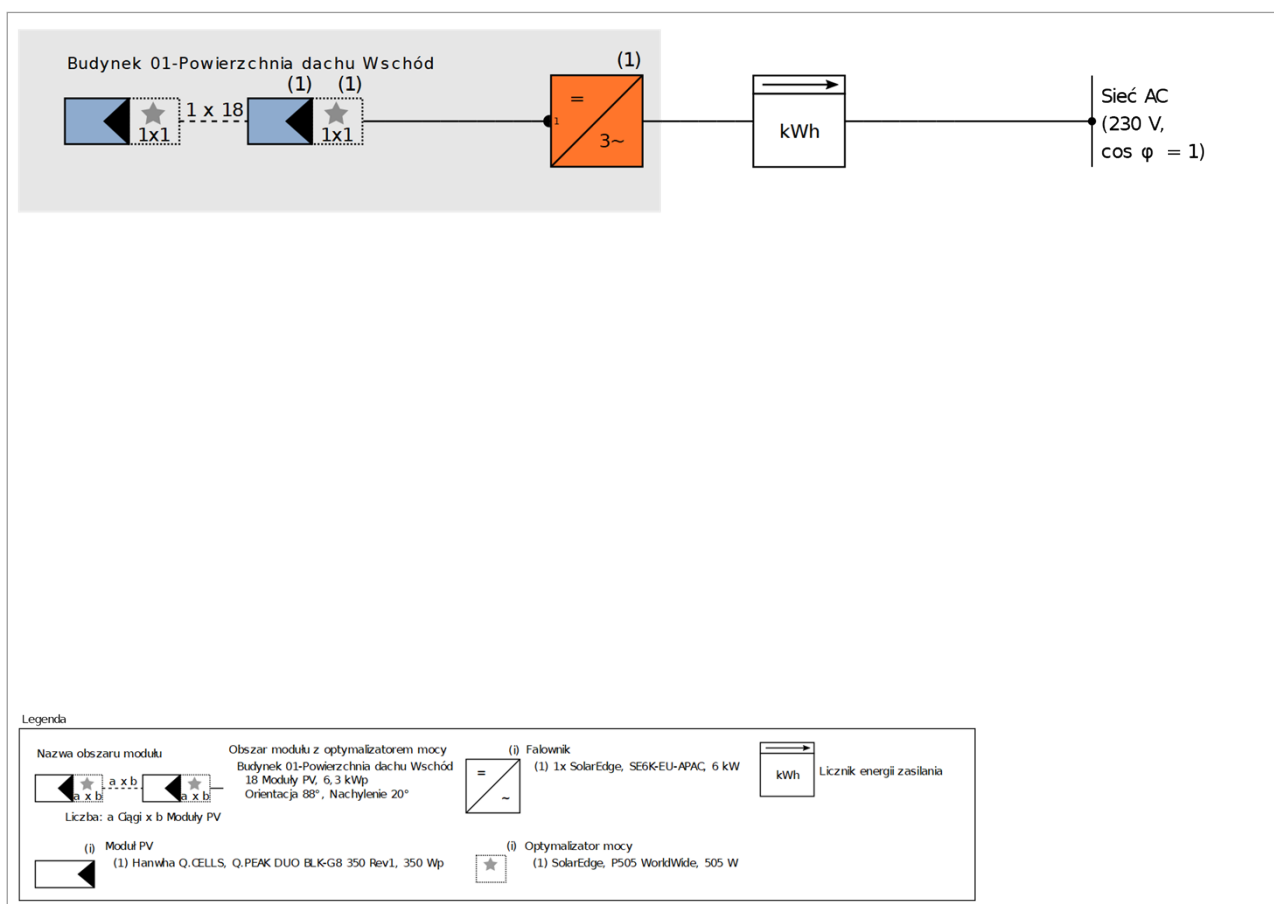 Budynek 01-Powierzchnia dachu Wschód
(1) (1) (1)
1 x 18
1x1 1x1
=
1
3~
kWh
Sieć AC
(230 V,
cos φ = 1)
Legenda
Nazwa obszaru modułu
a x b
a x b a x b
Liczba: a Ciągi x b Moduły PV
Obszar modułu z optymalizatorem mocy
Budynek 01-Powierzchnia dachu Wschód
18 Moduły PV, 6,3 kWp
Orientacja 88°, Nachylenie 20°
(i) Falownik
=
~
(1) 1x SolarEdge, SE6K-EU-APAC, 6 kW
kWh
Licznik energii zasilania
(i) Moduł PV
(1) Hanwha Q.CELLS, Q.PEAK DUO BLK-G8 350 Rev1, 350 Wp
(i) Optymalizator mocy
(1) SolarEdge, P505 WorldWide, 505 W